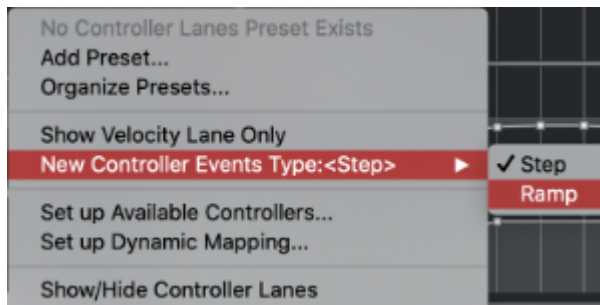 No Controller Lanes Preset Exists
Add Preset...
Organize Presets...
Show Velocity Lane Only
New Controller Events Type:<Step>
Step
Ramp
Set up Available Controllers...
Set up Dynamic Mapping...
Show/Hide Controller Lanes